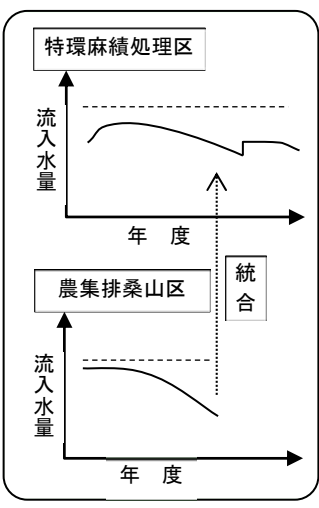 特環麻績処理区
流入水量
年 度
統合
農集排桑山区
流入水量
年 度